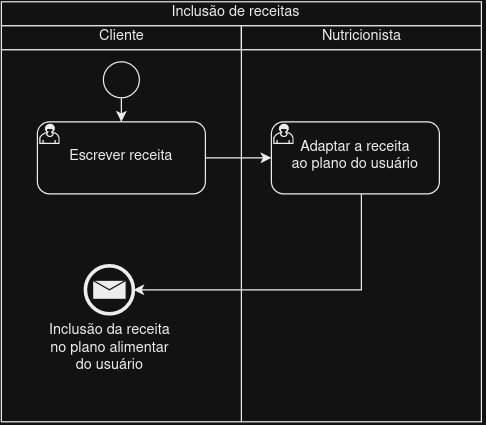 Inclusão de receitas
Cliente
Nutricionista
Escrever receita
Adaptar a receita
ao plano do usuário
Inclusão da receita
no plano alimentar
do usuário